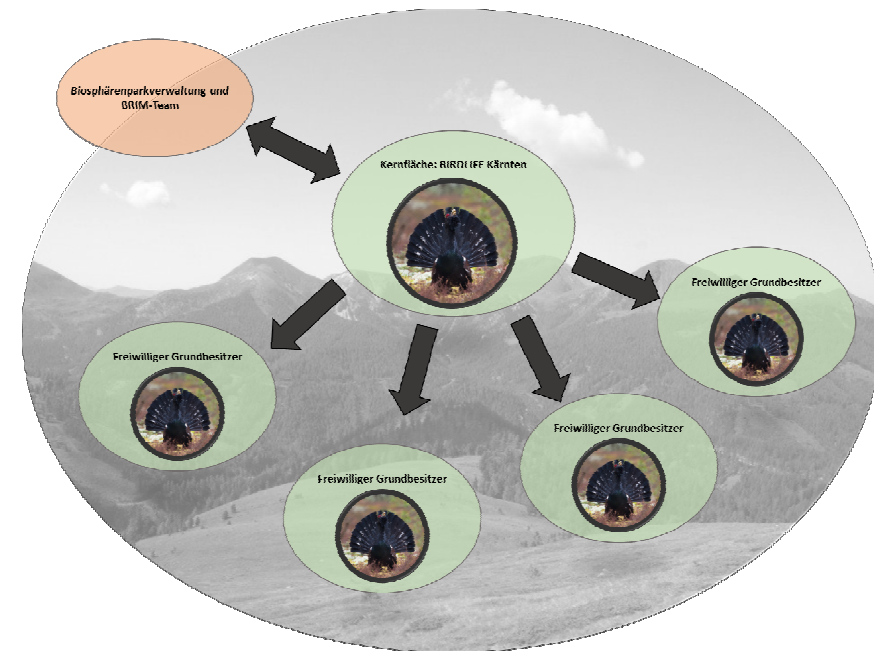 Biosphärenparkverwaltung und
BRIM-Team
Kernfläche: BIRDLIFE Kärnten
Freiwilliger Grundbesitzer
Freiwilliger Grundbesitzer
Freiwilliger Grundbesitzer
Freiwilliger Grundbesitzer